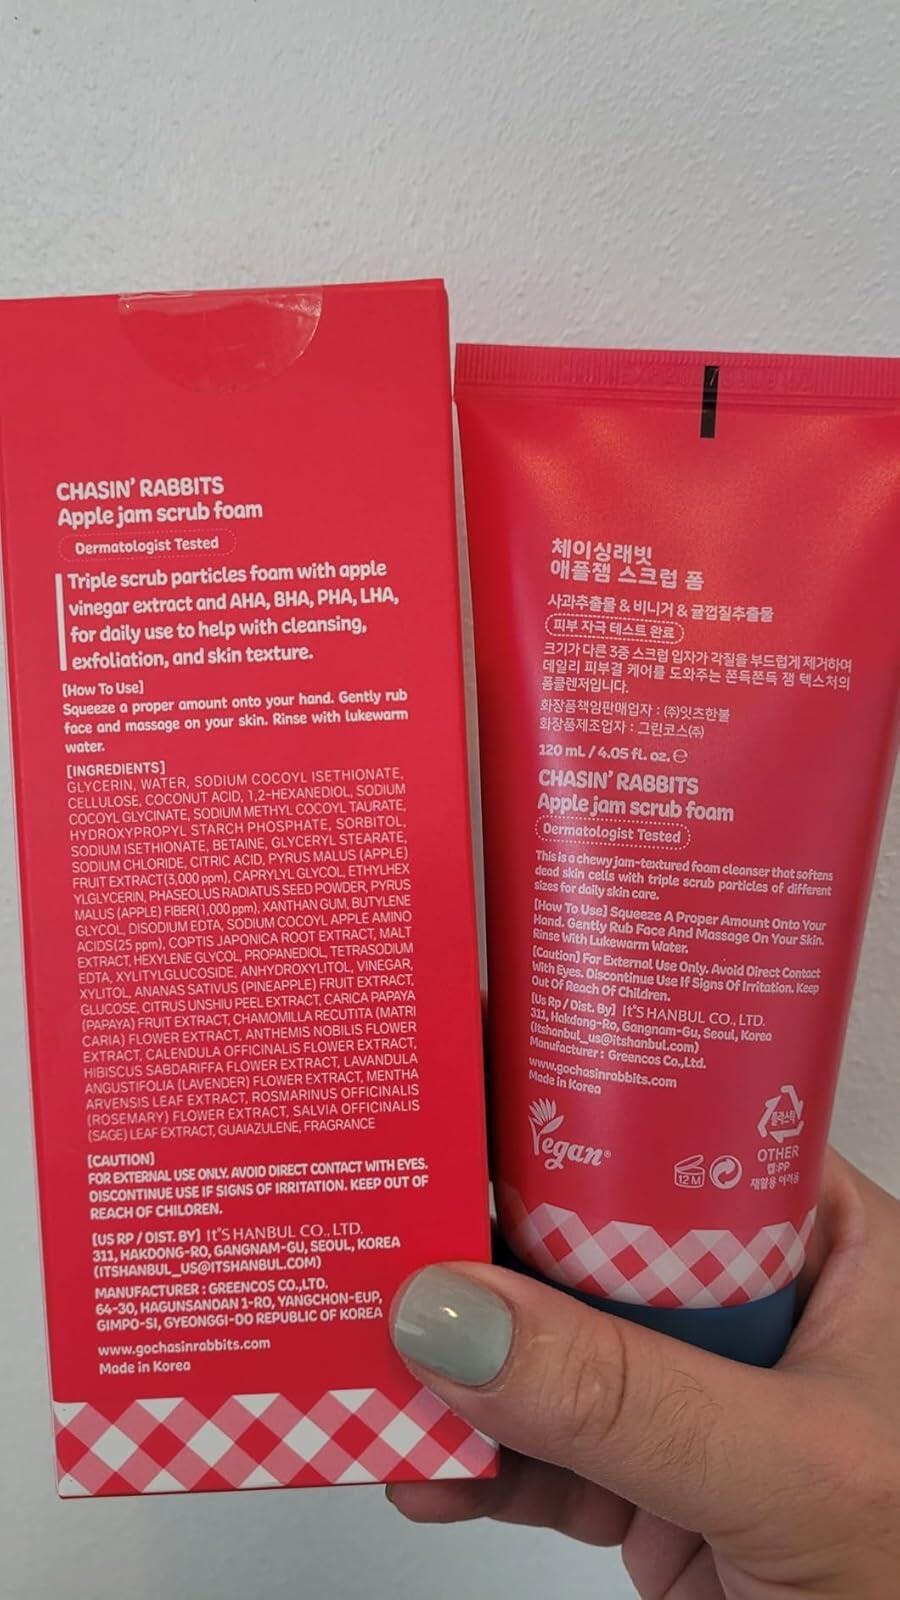 CHASIN' RABBITS
Apple jam scrub foam
Dermatologist Tested
Triple scrub particles foam with apple
vinegar extract and AHA, BHA, PHA, LHA,
for daily use to help with cleansing,
exfoliation, and skin texture.
[How To Use]
Squeeze a proper amount onto your hand. Gently rub
face and massage on your skin. Rinse with lukewarm
water.
[INGREDIENTS]
GLYCERIN, WATER, SODIUM COCOYL ISETHIONATE,
CELLULOSE, COCONUT ACID, 1,2-HEXANEDIOL, SODIUM
COCOYL GLYCINATE, SODIUM METHYL COCOYL TAURATE,
HYDROXYPROPYL STARCH PHOSPHATE, SORBITOL,
SODIUM ISETHIONATE, BETAINE, GLYCERYL STEARATE,
SODIUM CHLORIDE, CITRIC ACID, PYRUS MALUS (APPLE)
FRUIT EXTRACT(3,000 ppm), CAPRYLYL GLYCOL, ETHYLHEX
YLGLYCERIN, PHASEOLUS RADIATUS SEED POWDER, PYRUS
MALUS (APPLE) FIBER(1,000 ppm), XANTHAN GUM, BUTYLENE
GLYCOL, DISODIUM EDTA, SODIUM COCOYL APPLE AMINO
ACIDS(25 ppm), COPTIS JAPONICA ROOT EXTRACT, MALT
EXTRACT, HEXYLENE GLYCOL, PROPANEDIOL, TETRASODIUM
EDTA, XYLITYLGLUCOSIDE, ANHYDROXYLITOL, VINEGAR,
XYLITOL, ANANAS SATIVUS (PINEAPPLE) FRUIT EXTRACT,
GLUCOSE, CITRUS UNSHIU PEEL EXTRACT, CARICA PAPAYA
(PAPAYA) FRUIT EXTRACT, CHAMOMILLA RECUTITA (MATRI
CARIA) FLOWER EXTRACT, ANTHEMIS NOBILIS FLOWER
EXTRACT, CALENDULA OFFICINALIS FLOWER EXTRACT,
HIBISCUS SABDARIFFA FLOWER EXTRACT, LAVANDULA
ANGUSTIFOLIA (LAVENDER) FLOWER EXTRACT, MENTHA
ARVENSIS LEAF EXTRACT, ROSMARINUS OFFICINALIS
(ROSEMARY) FLOWER EXTRACT, SALVIA OFFICINALIS
(SAGE) LEAF EXTRACT, GUAIAZULENE, FRAGRANCE
[CAUTION]
FOR EXTERNAL USE ONLY. AVOID DIRECT CONTACT WITH EYES.
DISCONTINUE USE IF SIGNS OF IRRITATION. KEEP OUT OF
REACH OF CHILDREN.
[US RP / DIST. BY] It'S HANBUL CO., LTD.
311, HAKDONG-RO, GANGNAM-GU, SEOUL, KOREA
(ITSHANBUL_US@ITSHANBUL.COM)
MANUFACTURER : GREENCOS CO.,LTD.
64-30, HAGUNSANDAN 1-RO, YANGCHON-EUP,
GIMPO-SI, GYEONGGI-DO REPUBLIC OF KOREA
www.gochasinrabbits.com
Made in Korea
체이싱래빗
애플잼 스크럽 폼
사과추출물 & 비니거 & 귤껍질추출물
피부 자극 테스트 완료
크기가 다른 3중 스크럽 입자가 각질을 부드럽게 제거하여
데일리 피부결 케어를 도와주는 쫀득쫀득 잼 텍스처의
폼클렌저입니다.
화장품책임판매업자 : (주)잇츠한불
화장품제조업자 : 그린코스(주)
120 mL / 4.05 fl. oz. ℮
CHASIN' RABBITS
Apple jam scrub foam
Dermatologist Tested
This is a chewy jam-textured foam cleanser that softens
dead skin cells with triple scrub particles of different
sizes for daily skin care.
[How To Use] Squeeze A Proper Amount Onto Your
Hand. Gently Rub Face And Massage On Your Skin.
Rinse With Lukewarm Water.
[Caution] For External Use Only. Avoid Direct Contact
With Eyes. Discontinue Use If Signs Of Irritation. Keep
Out Of Reach Of Children.
[Us Rp / Dist. By] It'S HANBUL CO., LTD.
311, Hakdong-Ro, Gangnam-Gu, Seoul, Korea
(Itshanbul_us@itshanbul.com)
Manufacturer : Greencos Co.,Ltd.
www.gochasinrabbits.com
Made in Korea
Vegan®
12 M
플라스틱
OTHER
캡:PP
재활용 어려움